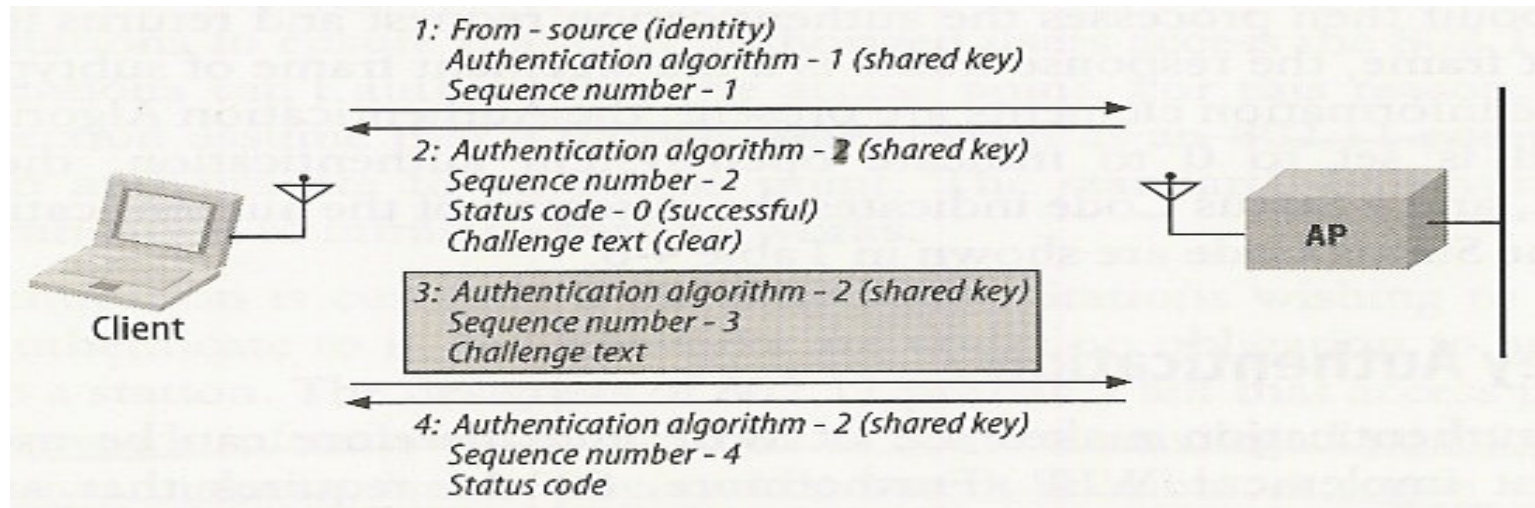 1: From – source (identity)
Authentication algorithm – 1 (shared key)
Sequence number – 1
2: Authentication algorithm – (shared key)
Sequence number – 2
Status code – 0 (successful)
Challenge text (clear)
AP
Client
3: Authentication algorithm – 2 (shared key)
Sequence number – 3
Challenge text
4: Authentication algorithm – 2 (shared key)
Sequence number – 4
Status code